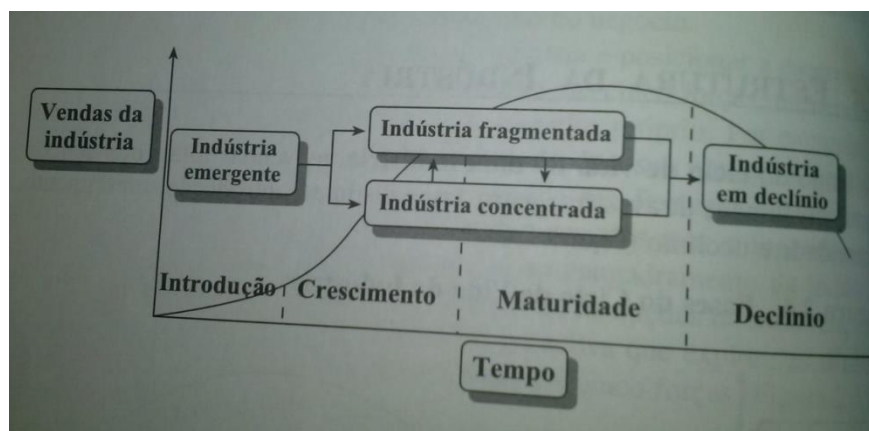 Vendas da
indústria
Indústria
emergente
Indústria fragmentada
Indústria concentrada
Indústria
em declínio
Introdução
Crescimento
Maturidade
Declínio
Tempo